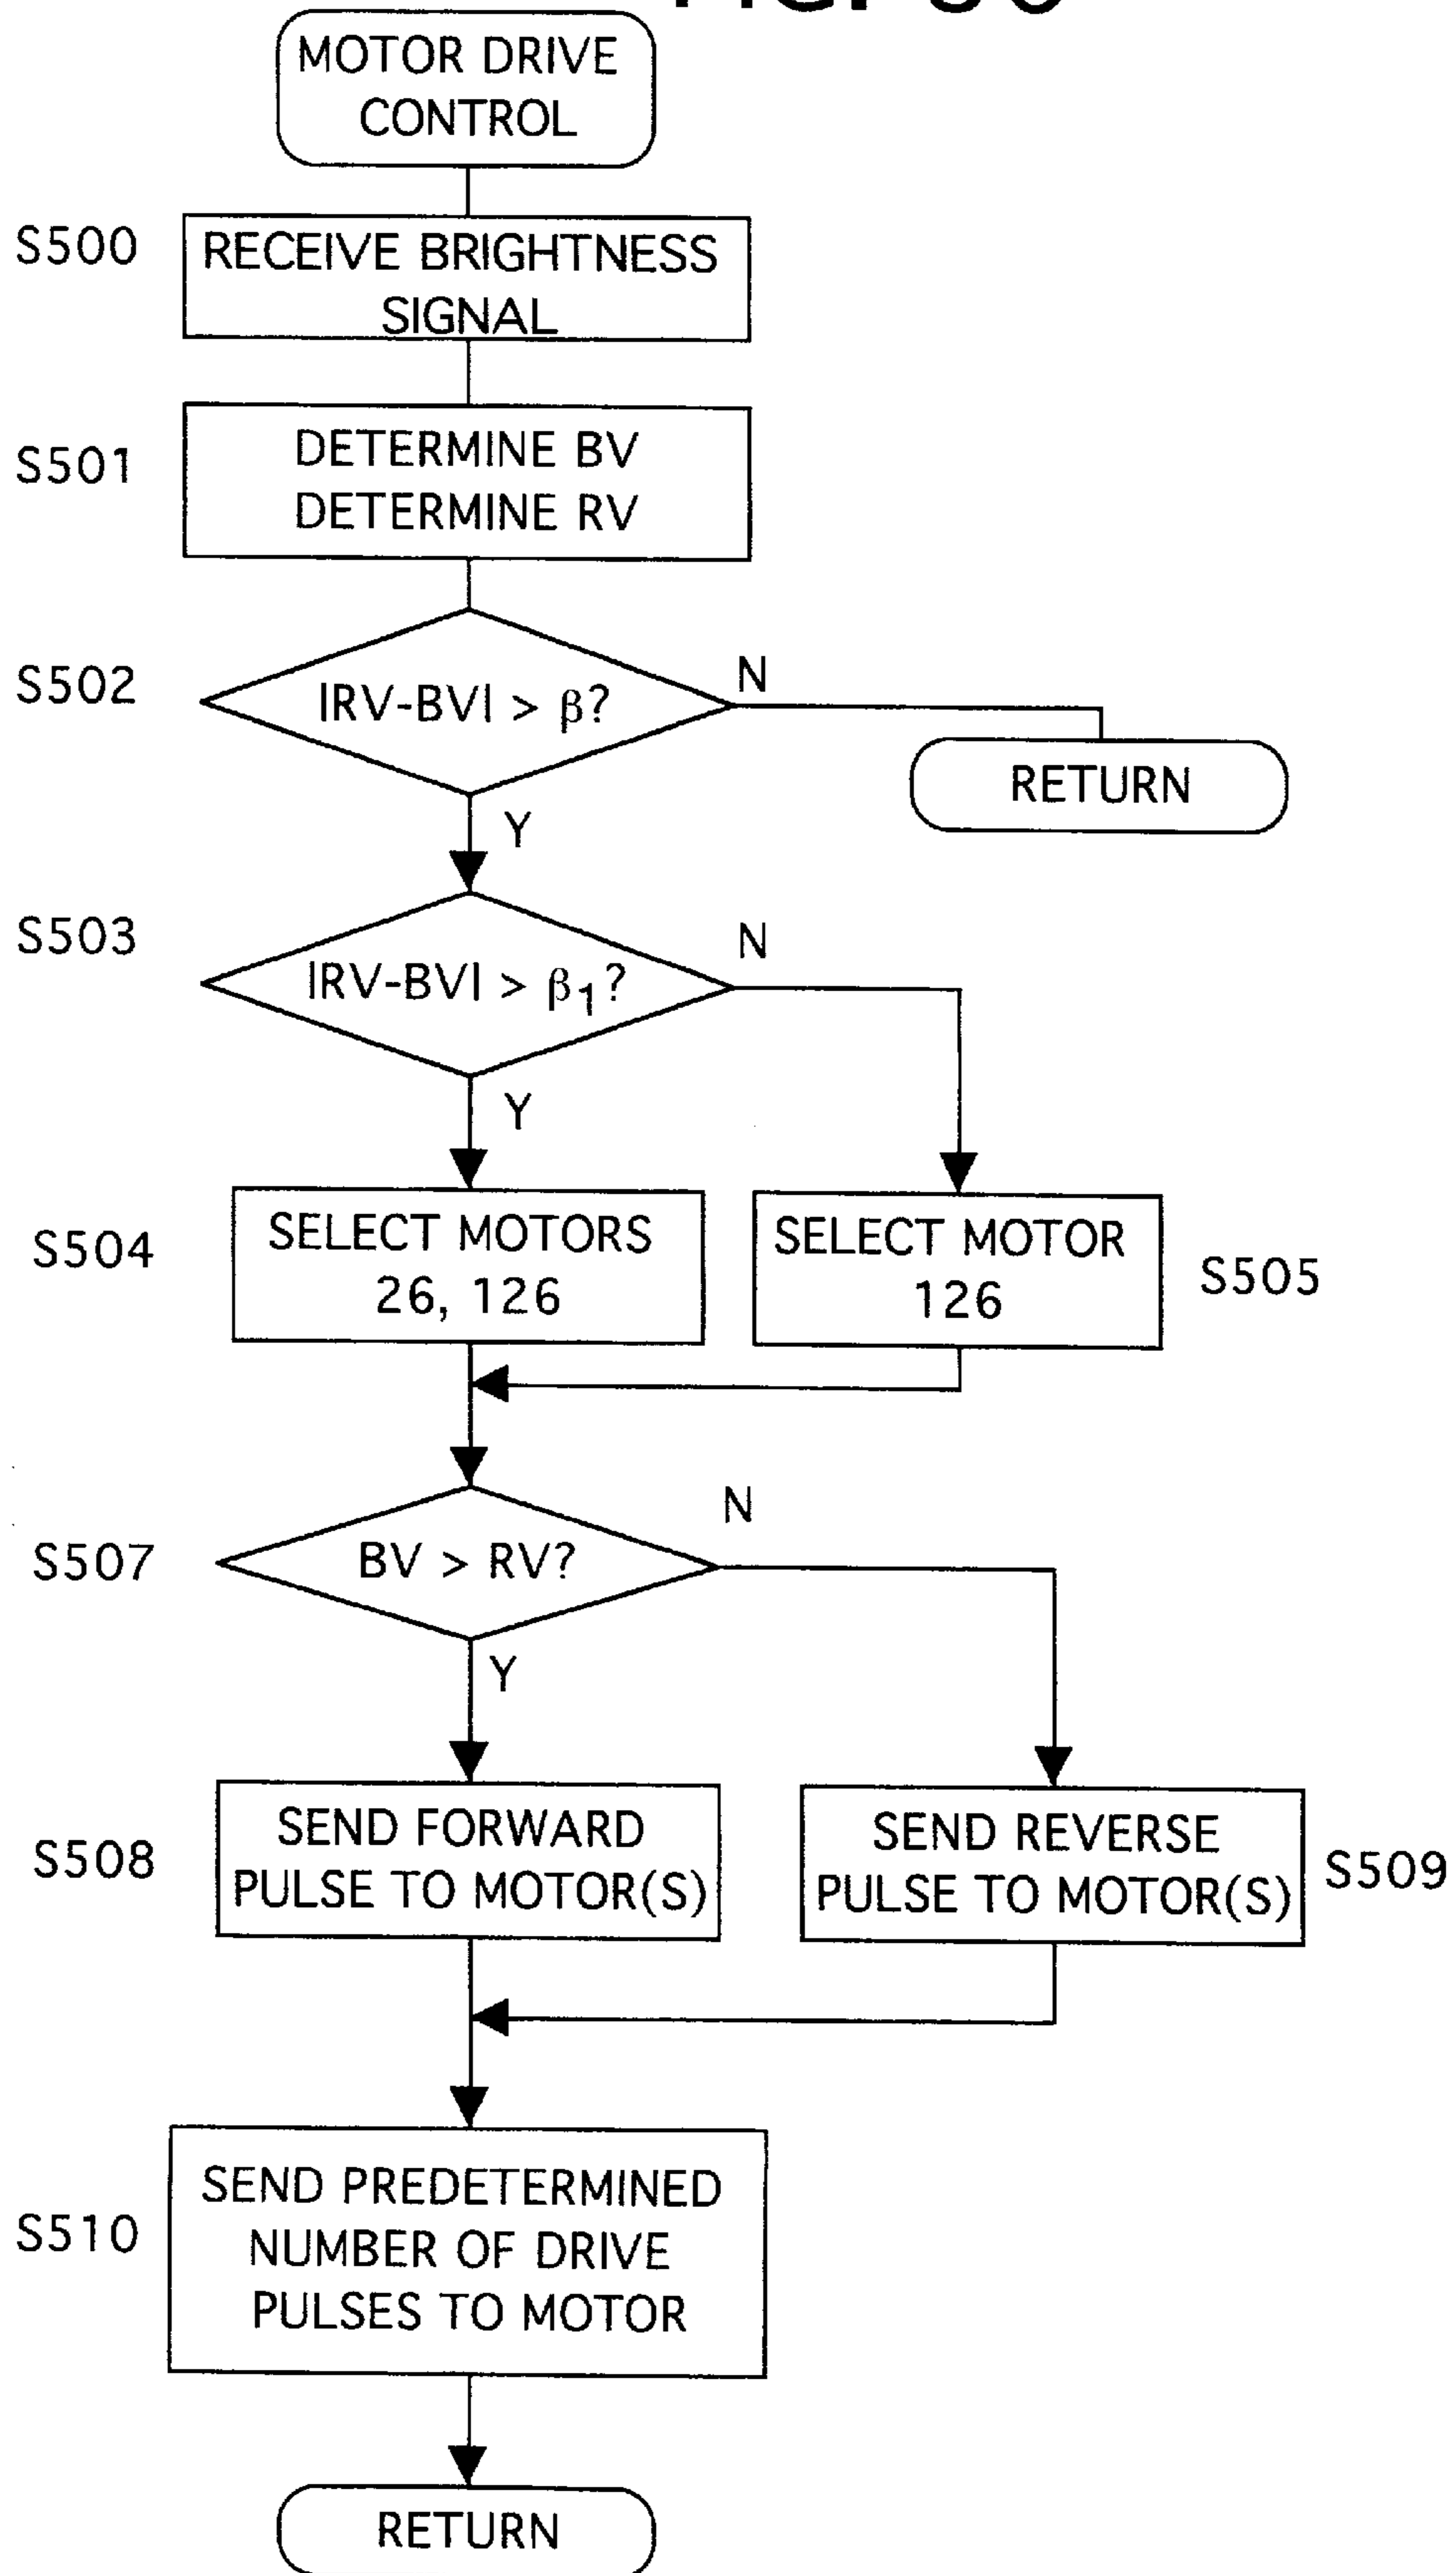 MOTOR DRIVE
CONTROL
S500
RECEIVE BRIGHTNESS
SIGNAL
S501
DETERMINE BV
DETERMINE RV
S502
|RV-BV| > β?
N
RETURN
Y
S503
|RV-BV| > β1?
N
Y
S504
SELECT MOTORS
26, 126
SELECT MOTOR
126
S505
S507
BV > RV?
N
Y
S508
SEND FORWARD
PULSE TO MOTOR(S)
SEND REVERSE
PULSE TO MOTOR(S)
S509
S510
SEND PREDETERMINED
NUMBER OF DRIVE
PULSES TO MOTOR
RETURN